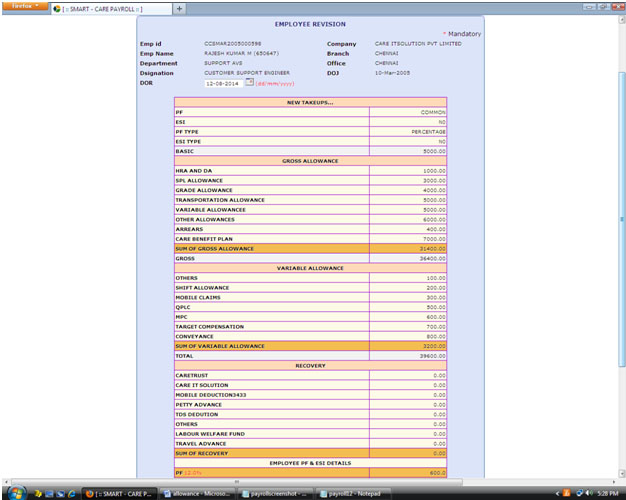 firefox
[ :: SMART - CARE PAYROLL :: ]
+
EMPLOYEE REVISION
* Mandatory
Emp id CCSMAR2005000598 Company CARE ITSOLUTION PVT LIMITED
Emp Name RAJESH KUMAR M (650647) Branch CHENNAI
Department SUPPORT AVS Office CHENNAI
Dsignation CUSTOMER SUPPORT ENGINEER DOJ 10-Mar-2005
DOR 12-08-2014 (dd/mm/yyyy)
NEW TAKEUPS...
PF COMMON
ESI NO
PF TYPE PERCENTAGE
ESI TYPE NO
BASIC 5000.00
GROSS ALLOWANCE
HRA AND DA 1000.00
SPL ALLOWANCE 3000.00
GRADE ALLOWANCE 4000.00
TRANSPORTATION ALLOWANCE 5000.00
VARIABLE ALLOWANCEE 5000.00
OTHER ALLOWANCES 6000.00
ARREARS 400.00
CARE BENEFIT PLAN 7000.00
SUM OF GROSS ALLOWANCE 31400.00
GROSS 36400.00
VARIABLE ALLOWANCE
OTHERS 100.00
SHIFT ALLOWANCE 200.00
MOBILE CLAIMS 300.00
QPLC 500.00
MPC 600.00
TARGET COMPENSATION 700.00
CONVEYANCE 800.00
SUM OF VARIABLE ALLOWANCE 3200.00
TOTAL 39600.00
RECOVERY
CARETRUST 0.00
CARE IT SOLUTION 0.00
MOBILE DEDUCTION3433 0.00
PETTY ADVANCE 0.00
TDS DEDUTION 0.00
OTHERS 0.00
LABOUR WELFARE FUND 0.00
TRAVEL ADVANCE 0.00
SUM OF RECOVERY 0.00
EMPLOYEE PF & ESI DETAILS
PF 12.0% 600.0
[ :: SMART - CARE P...
allowance - Microso...
payrollscreenshot - ...
payroll12 - Notepad
5:28 PM